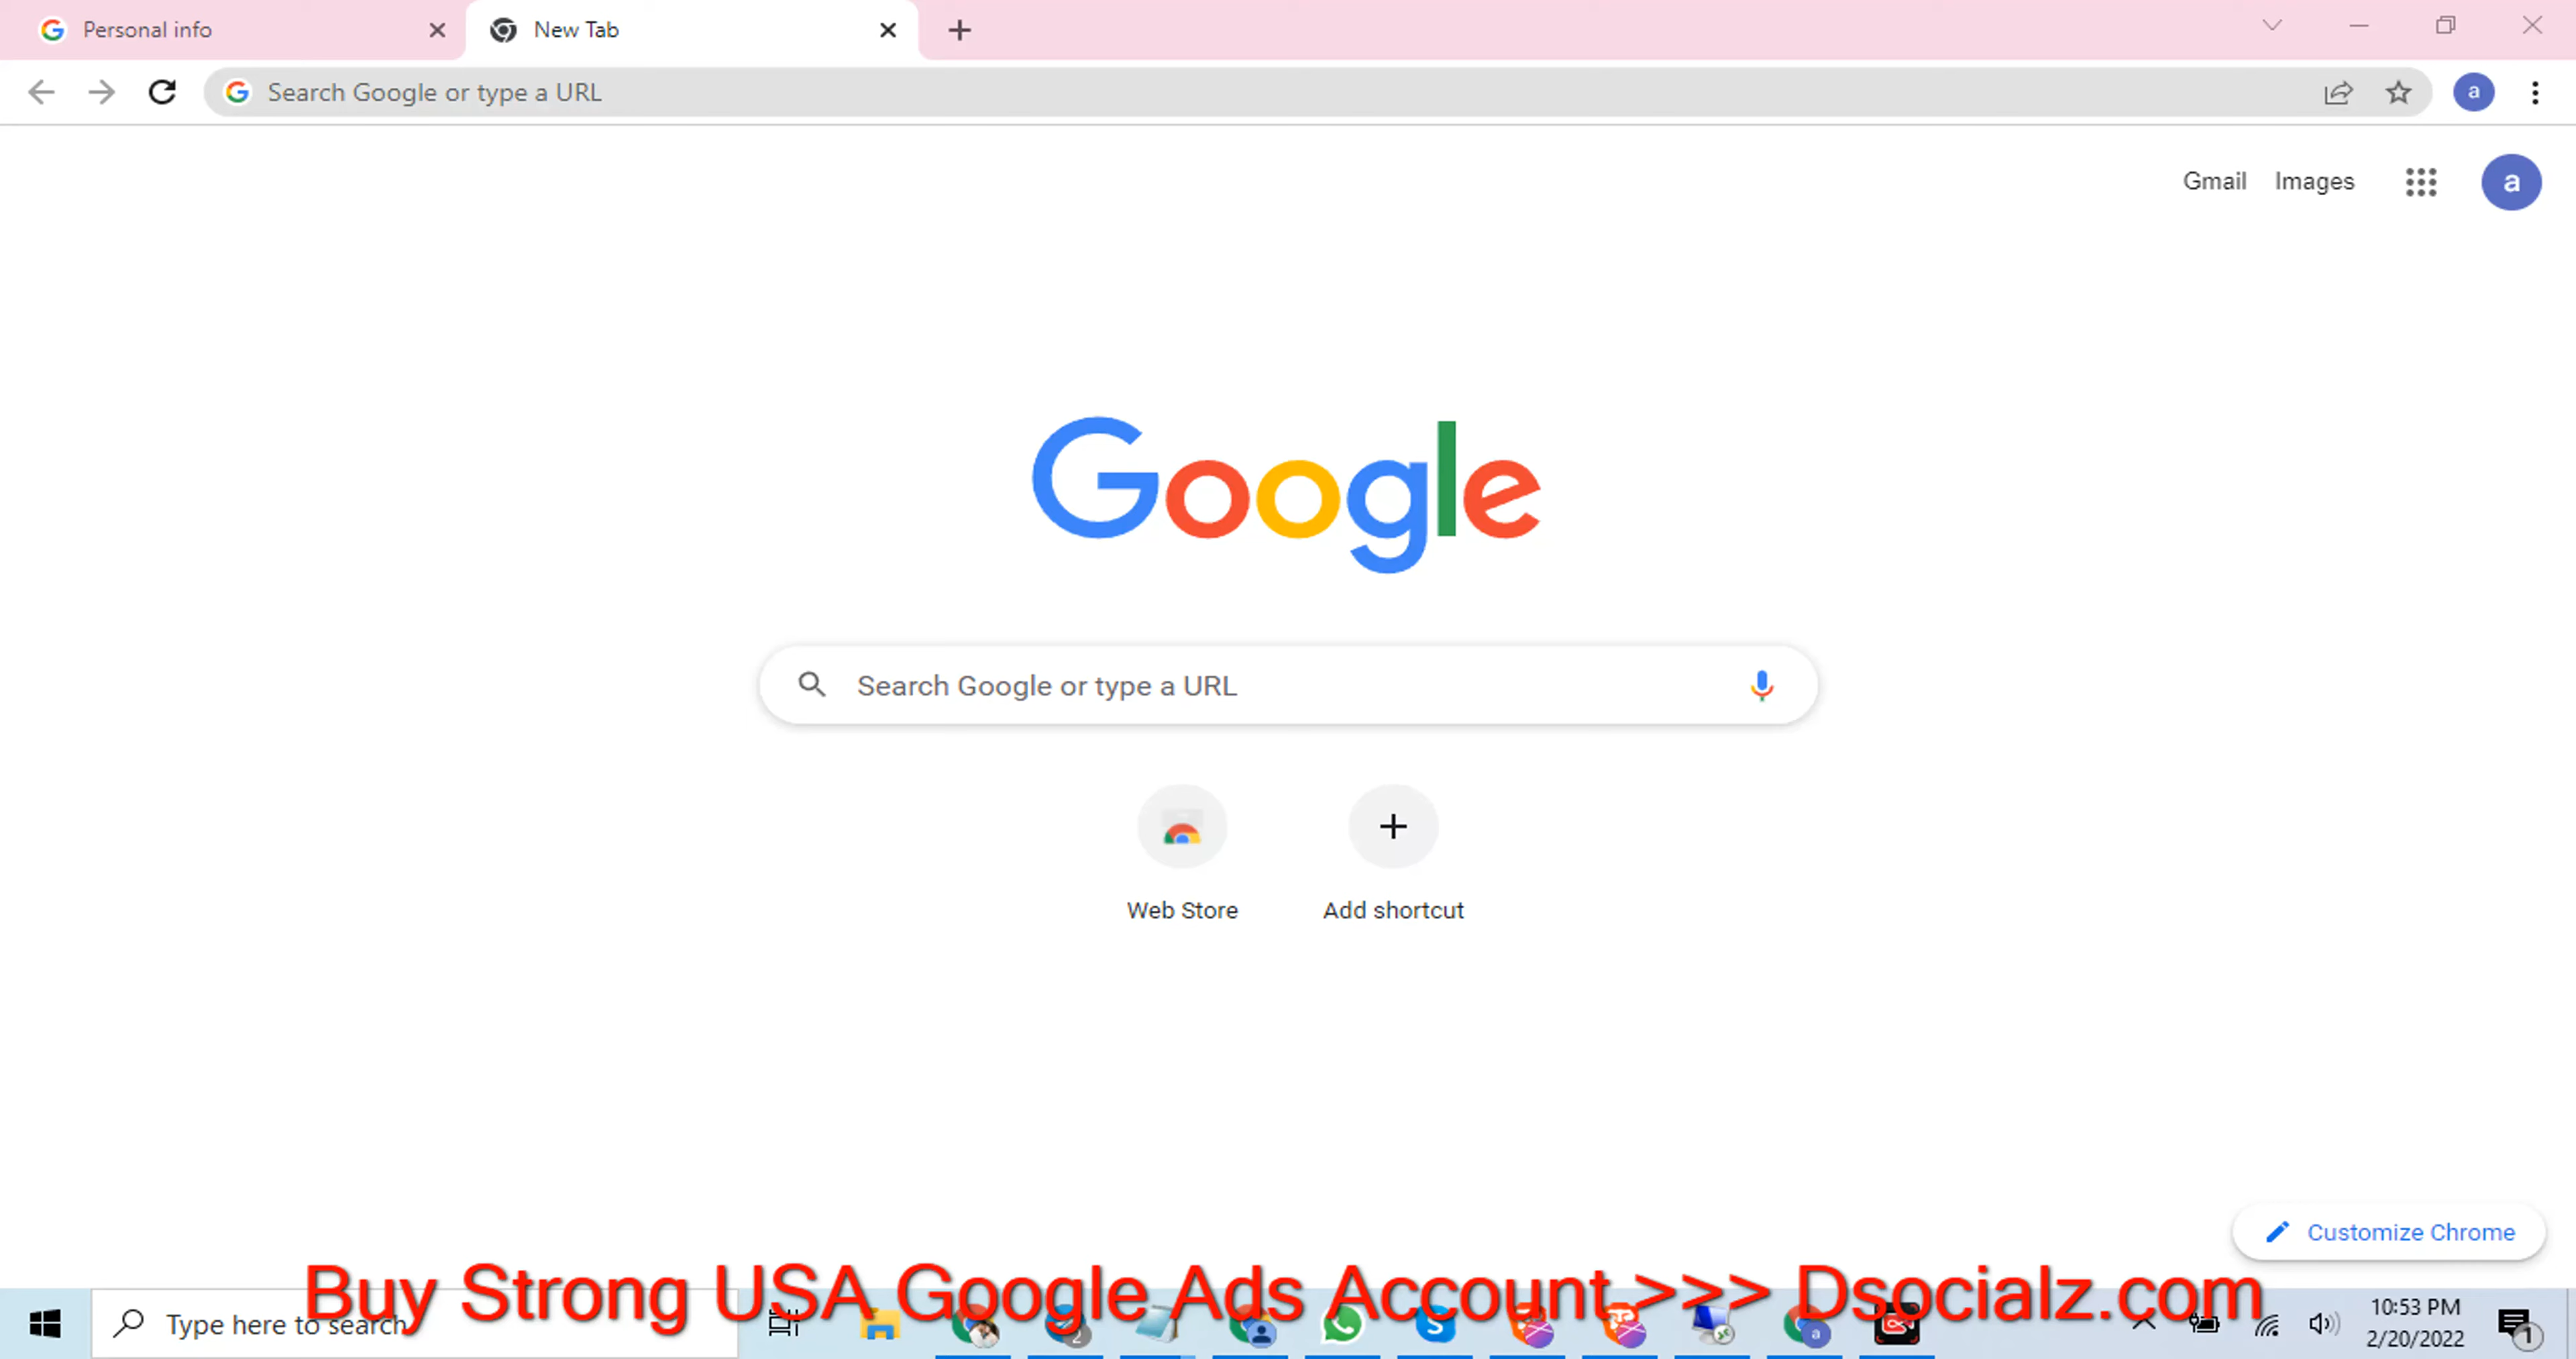 Personal info
New Tab
Search Google or type a URL
a
Gmail
Images
a
Google
Search Google or type a URL
Web Store
Add shortcut
Customize Chrome
Buy Strong USA Google Ads Account >>> Dsocialz.com
Type here to search
2
S
a
10:53 PM
2/20/2022
1